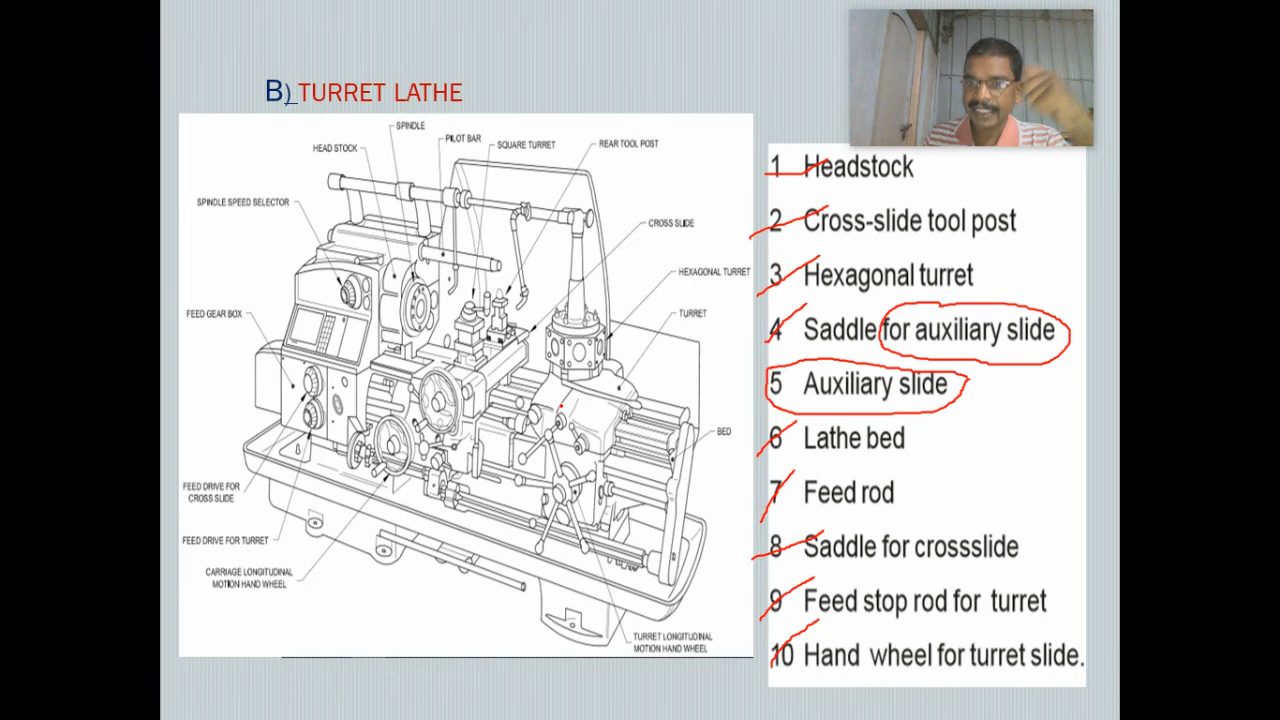 B) TURRET LATHE
SPINDLE
PILOT BAR
HEAD STOCK
SQUARE TURRET
REAR TOOL POST
SPINDLE SPEED SELECTOR
CROSS SLIDE
HEXAGONAL TURRET
FEED GEAR BOX
TURRET
BED
FEED DRIVE FOR
CROSS SLIDE
FEED DRIVE FOR TURRET
CARRIAGE LONGITUDINAL
MOTION HAND WHEEL
TURRET LONGITUDINAL
MOTION HAND WHEEL
1 Headstock
2 Cross-slide tool post
3 Hexagonal turret
4 Saddle for auxiliary slide
5 Auxiliary slide
6 Lathe bed
7 Feed rod
8 Saddle for crossslide
9 Feed stop rod for turret
10 Hand wheel for turret slide.